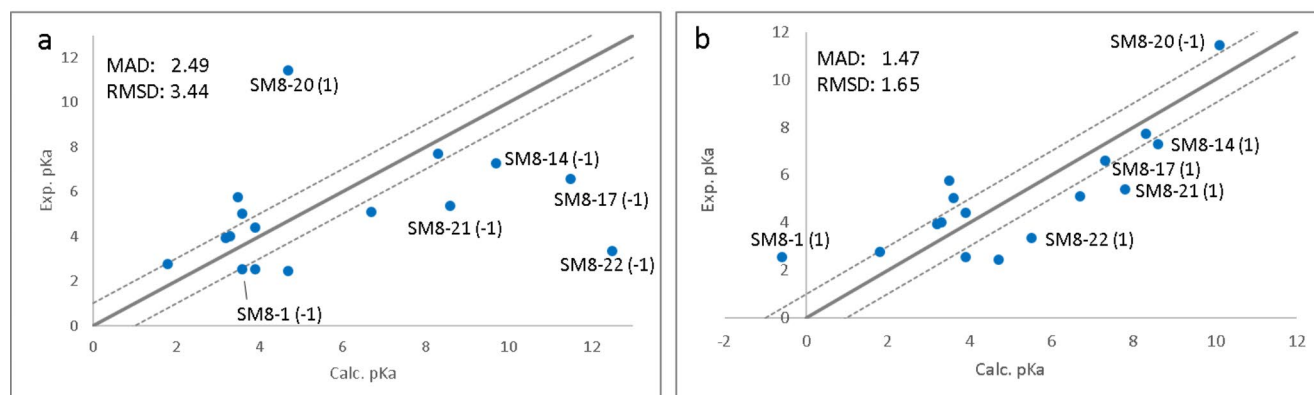 a
MAD: 2.49
RMSD: 3.44
SM8-20 (1)
SM8-14 (-1)
SM8-17 (-1)
SM8-21 (-1)
SM8-22 (-1)
SM8-1 (-1)
Exp. pKa
12
10
8
6
4
2
0
0 2 4 6 8 10 12
Calc. pKa
b
MAD: 1.47
RMSD: 1.65
SM8-20 (-1)
SM8-14 (1)
SM8-17 (1)
SM8-21 (1)
SM8-22 (1)
SM8-1 (1)
Exp. pKa
12
10
8
6
4
2
0
-2 0 2 4 6 8 10 12
Calc. pKa